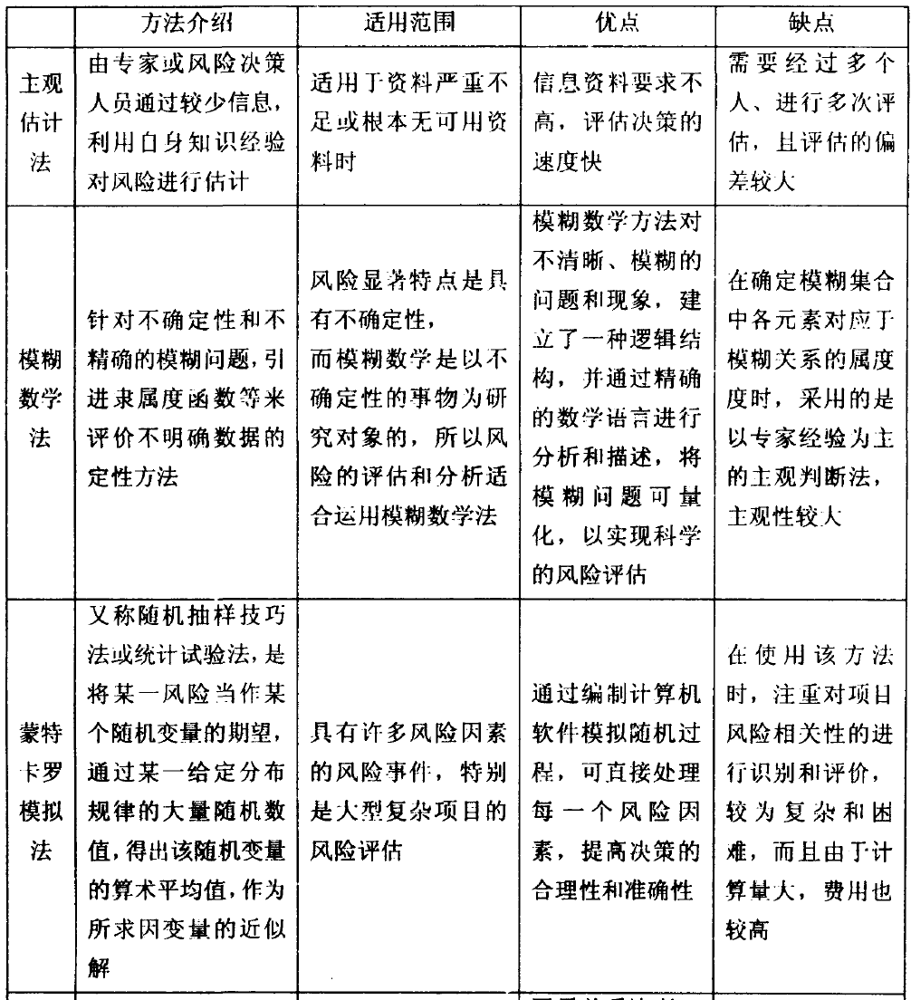 方法介绍
适用范围
优点
缺点
主观
估计
法
由专家或风险决策
人员通过较少信息，
利用自身知识经验
对风险进行估计
适用于资料严重不
足或根本无可用资
料时
信息资料要求不
高，评估决策的
速度快
需要经过多个
人、进行多次评
估，且评估的偏
差较大
模糊
数学
法
针对不确定性和不
精确的模糊问题，引
进隶属度函数等来
评价不明确数据的
定性方法
风险显著特点是具
有不确定性，
而模糊数学是以不
确定性的事物为研
究对象的，所以风
险的评估和分析适
合运用模糊数学法
模糊数学方法对
不清晰、模糊的
问题和现象，建
立了一种逻辑结
构，并通过精确
的数学语言进行
分析和描述，将
模糊问题可量
化，以实现科学
的风险评估
在确定模糊集合
中各元素对应于
模糊关系的属度
度时，采用的是
以专家经验为主
的主观判断法，
主观性较大
蒙特
卡罗
模拟
法
又称随机抽样技巧
法或统计试验法，是
将某一风险当作某
个随机变量的期望，
通过某一给定分布
规律的大量随机数
值，得出该随机变量
的算术平均值，作为
所求因变量的近似
解
具有许多风险因素
的风险事件，特别
是大型复杂项目的
风险评估
通过编制计算机
软件模拟随机过
程，可直接处理
每一个风险因
素，提高决策的
合理性和准确性
在使用该方法
时，注重对项目
风险相关性的进
行识别和评价，
较为复杂和困
难，而且由于计
算量大，费用也
较高